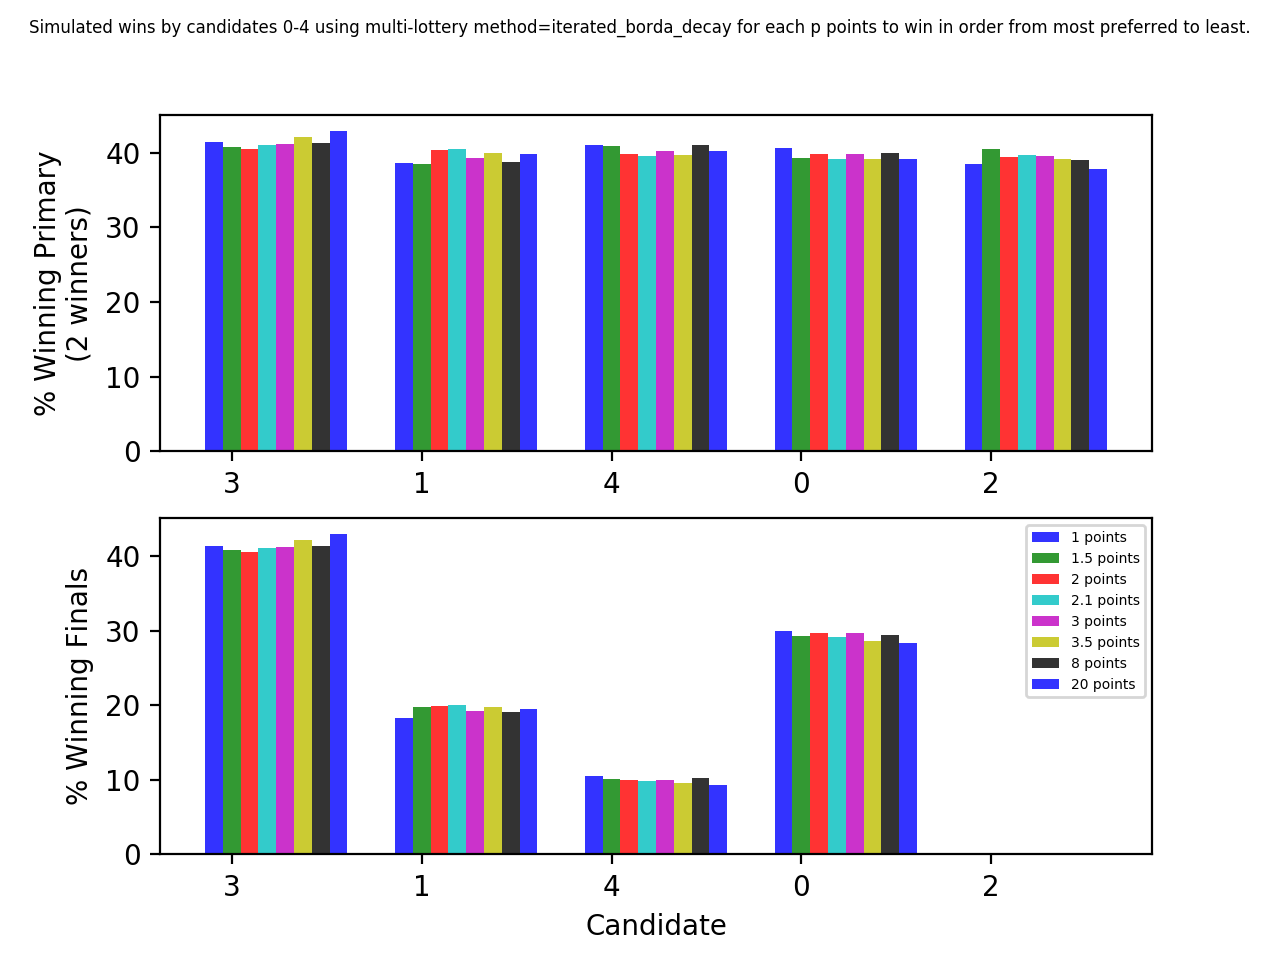 Simulated wins by candidates 0-4 using multi-lottery method=iterated_borda_decay for each p points to win in order from most preferred to least.
% Winning Primary
(2 winners)
40
30
20
10
0
3 1 4 0 2
% Winning Finals
40
30
20
10
0
1 points
1.5 points
2 points
2.1 points
3 points
3.5 points
8 points
20 points
3 1 4 0 2
Candidate